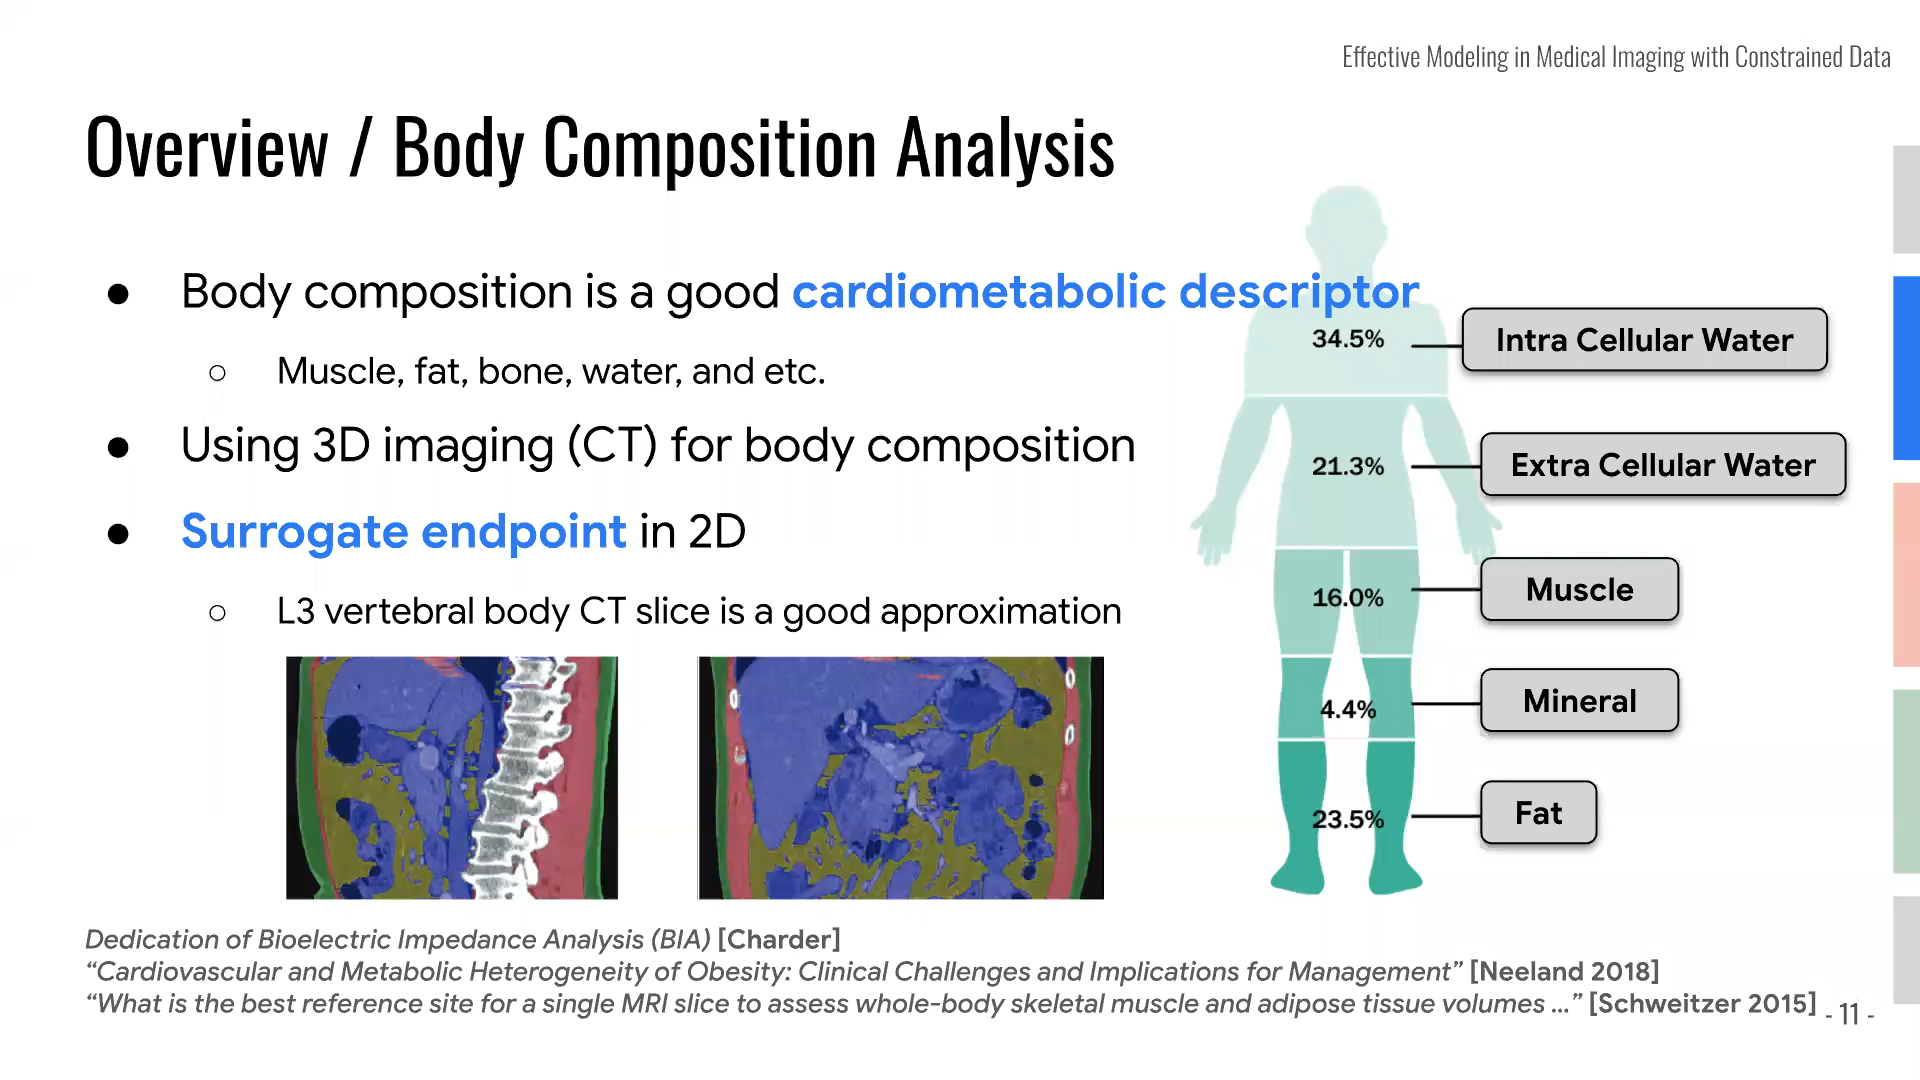 Effective Modeling in Medical Imaging with Constrained Data
Overview / Body Composition Analysis
● Body composition is a good cardiometabolic descriptor
○ Muscle, fat, bone, water, and etc.
● Using 3D imaging (CT) for body composition
● Surrogate endpoint in 2D
○ L3 vertebral body CT slice is a good approximation
34.5% Intra Cellular Water
21.3% Extra Cellular Water
16.0% Muscle
4.4% Mineral
23.5% Fat
Dedication of Bioelectric Impedance Analysis (BIA) [Charder]
“Cardiovascular and Metabolic Heterogeneity of Obesity: Clinical Challenges and Implications for Management” [Neeland 2018]
“What is the best reference site for a single MRI slice to assess whole-body skeletal muscle and adipose tissue volumes ...” [Schweitzer 2015]
- 11 -